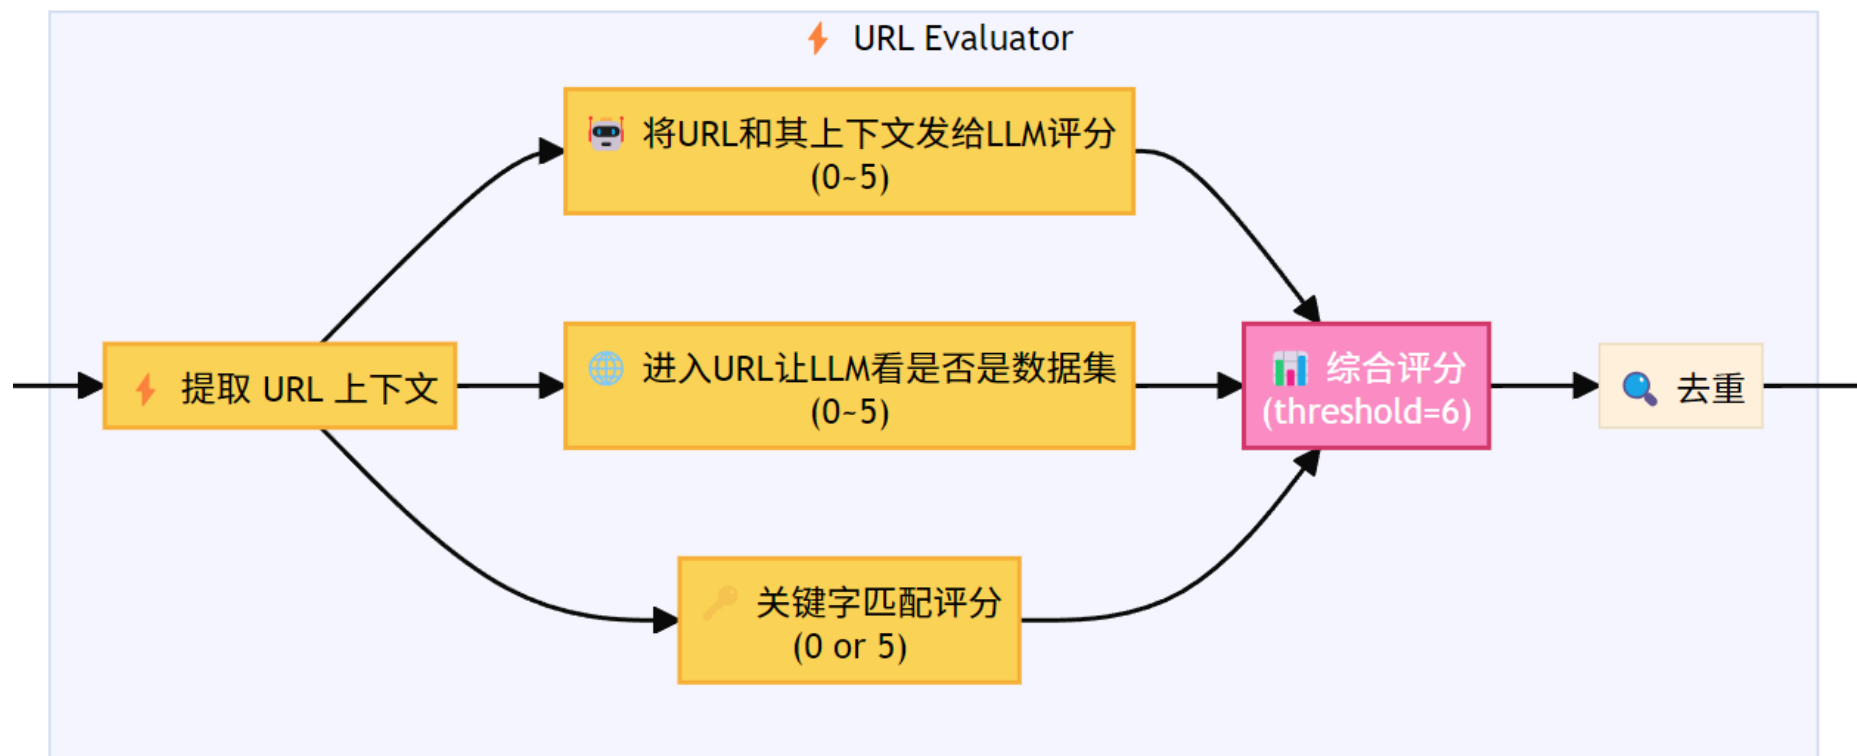 URL Evaluator
将URL和其上下文发给LLM评分
(0~5)
提取 URL 上下文
进入URL让LLM看是否是数据集
(0~5)
综合评分
(threshold=6)
去重
关键字匹配评分
(0 or 5)